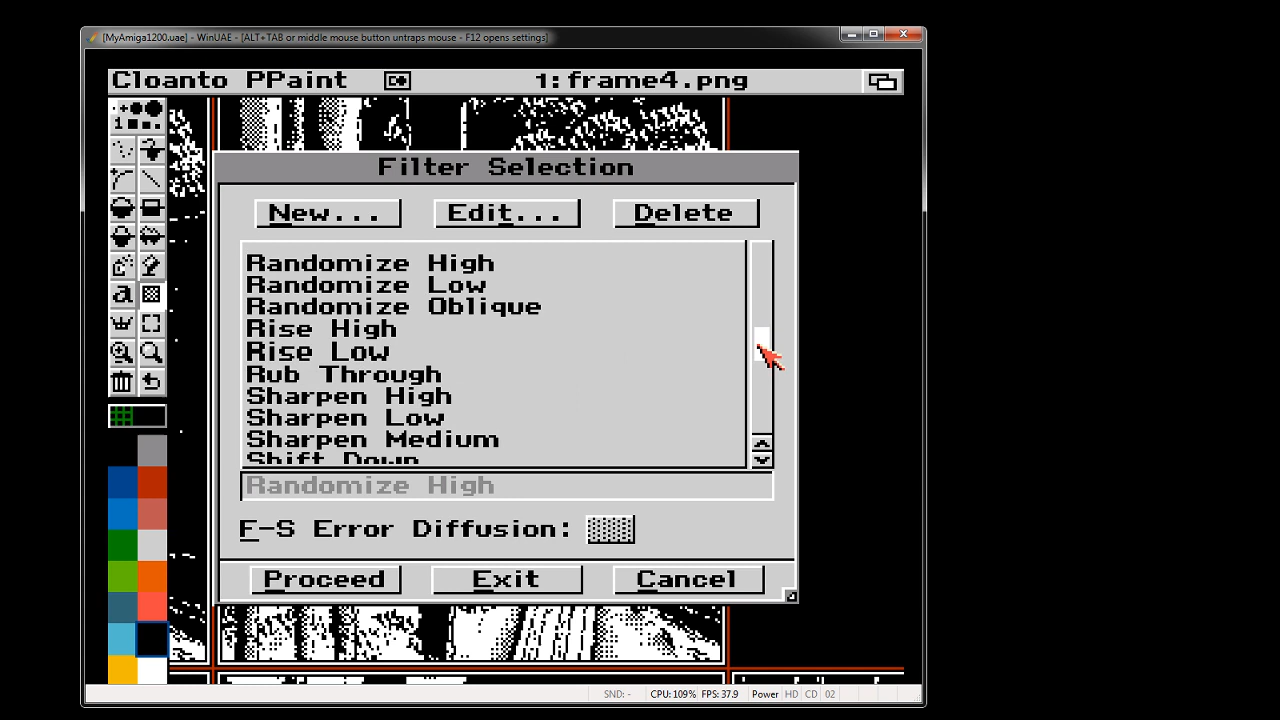 [MyAmiga1200.uae] - WinUAE - [ALT+TAB or middle mouse button untraps mouse - F12 opens settings]
Cloanto PPaint 1:frame4.png
Filter Selection
New... Edit... Delete
Randomize High
Randomize Low
Randomize Oblique
Rise High
Rise Low
Rub Through
Sharpen High
Sharpen Low
Sharpen Medium
Shift Down
Randomize High
F-S Error Diffusion:
Proceed Exit Cancel
SND: - CPU: 109% FPS: 37.9 Power HD CD 02